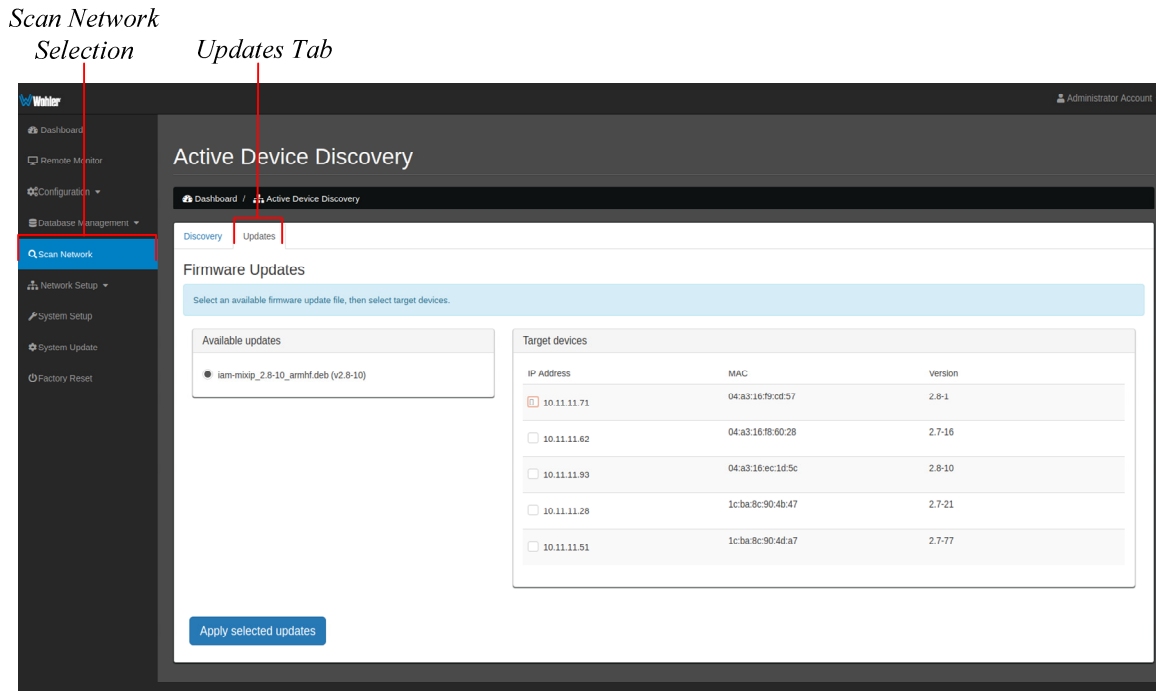 Scan Network
Selection
Updates Tab
Wohler
Administrator Account
Dashboard
Remote Monitor
Configuration
Database Management
Scan Network
Network Setup
System Setup
System Update
Factory Reset
Active Device Discovery
Dashboard / Active Device Discovery
Discovery Updates
Firmware Updates
Select an available firmware update file, then select target devices.
Available updates
iam-mixip_2.8-10_armhf.deb (v2.8-10)
Target devices
IP Address MAC Version
10.11.11.71 04:a3:16:f9:cd:57 2.8-1
10.11.11.62 04:a3:16:f8:60:28 2.7-16
10.11.11.93 04:a3:16:ec:1d:5c 2.8-10
10.11.11.28 1c:ba:8c:90:4b:47 2.7-21
10.11.11.51 1c:ba:8c:90:4d:a7 2.7-77
Apply selected updates